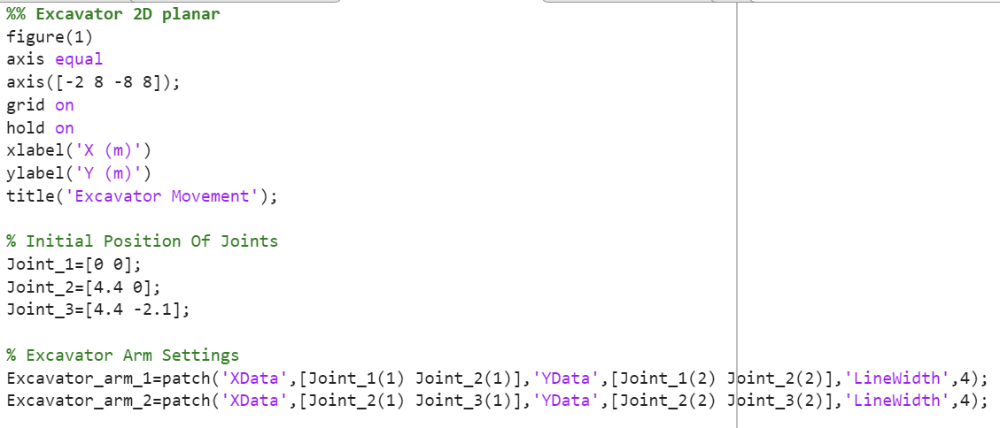 %% Excavator 2D planar
figure(1)
axis equal
axis([-2 8 -8 8]);
grid on
hold on
xlabel('X (m)')
ylabel('Y (m)')
title('Excavator Movement');
% Initial Position Of Joints
Joint_1=[0 0];
Joint_2=[4.4 0];
Joint_3=[4.4 -2.1];
% Excavator Arm Settings
Excavator_arm_1=patch('XData',[Joint_1(1) Joint_2(1)],'YData',[Joint_1(2) Joint_2(2)],'LineWidth',4);
Excavator_arm_2=patch('XData',[Joint_2(1) Joint_3(1)],'YData',[Joint_2(2) Joint_3(2)],'LineWidth',4);